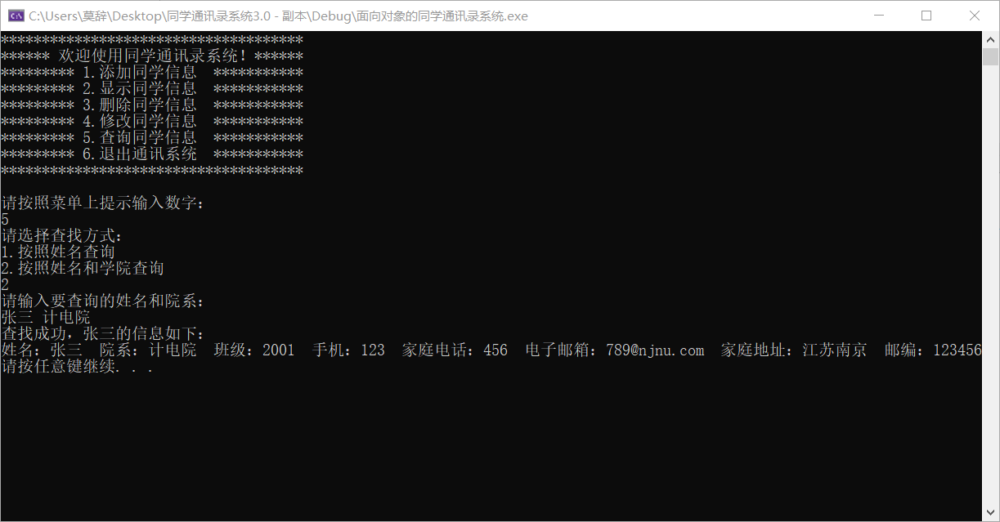 C:\Users\莫辞\Desktop\同学通讯录系统3.0 - 副本\Debug\面向对象的同学通讯录系统.exe
*************************************
****** 欢迎使用同学通讯录系统! ******
********* 1.添加同学信息  ***********
********* 2.显示同学信息  ***********
********* 3.删除同学信息  ***********
********* 4.修改同学信息  ***********
********* 5.查询同学信息  ***********
********* 6.退出通讯系统  ***********
*************************************
请按照菜单上提示输入数字：
5
请选择查找方式：
1.按照姓名查询
2.按照姓名和学院查询
2
请输入要查询的姓名和院系：
张三 计电院
查找成功，张三的信息如下：
姓名：张三  院系：计电院  班级：2001  手机：123  家庭电话：456  电子邮箱：789@njnu.com  家庭地址：江苏南京  邮编：123456
请按任意键继续. . .